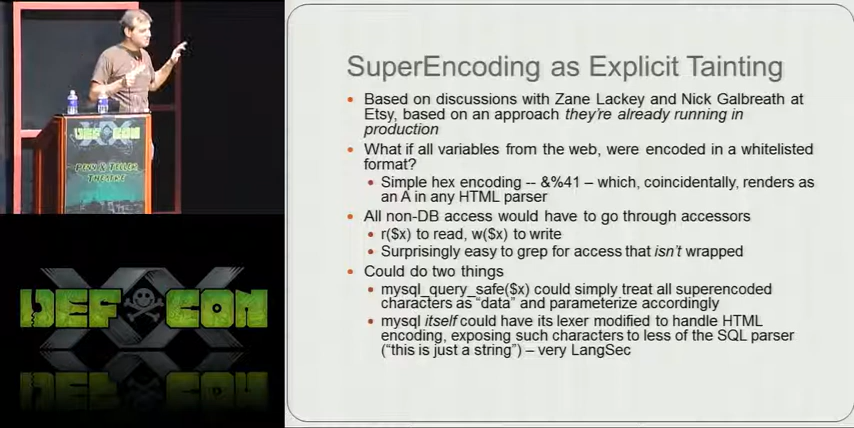 DEF CON
PENN & TELLER
THEATRE
DEF CON
SuperEncoding as Explicit Tainting
Based on discussions with Zane Lackey and Nick Galbreath at
Etsy, based on an approach they're already running in
production
What if all variables from the web, were encoded in a whitelisted
format?
Simple hex encoding -- &%41 – which, coincidentally, renders as
an A in any HTML parser
All non-DB access would have to go through accessors
r($x) to read, w($x) to write
Surprisingly easy to grep for access that isn't wrapped
Could do two things
mysql_query_safe($x) could simply treat all superencoded
characters as "data" and parameterize accordingly
mysql itself could have its lexer modified to handle HTML
encoding, exposing such characters to less of the SQL parser
("this is just a string") – very LangSec